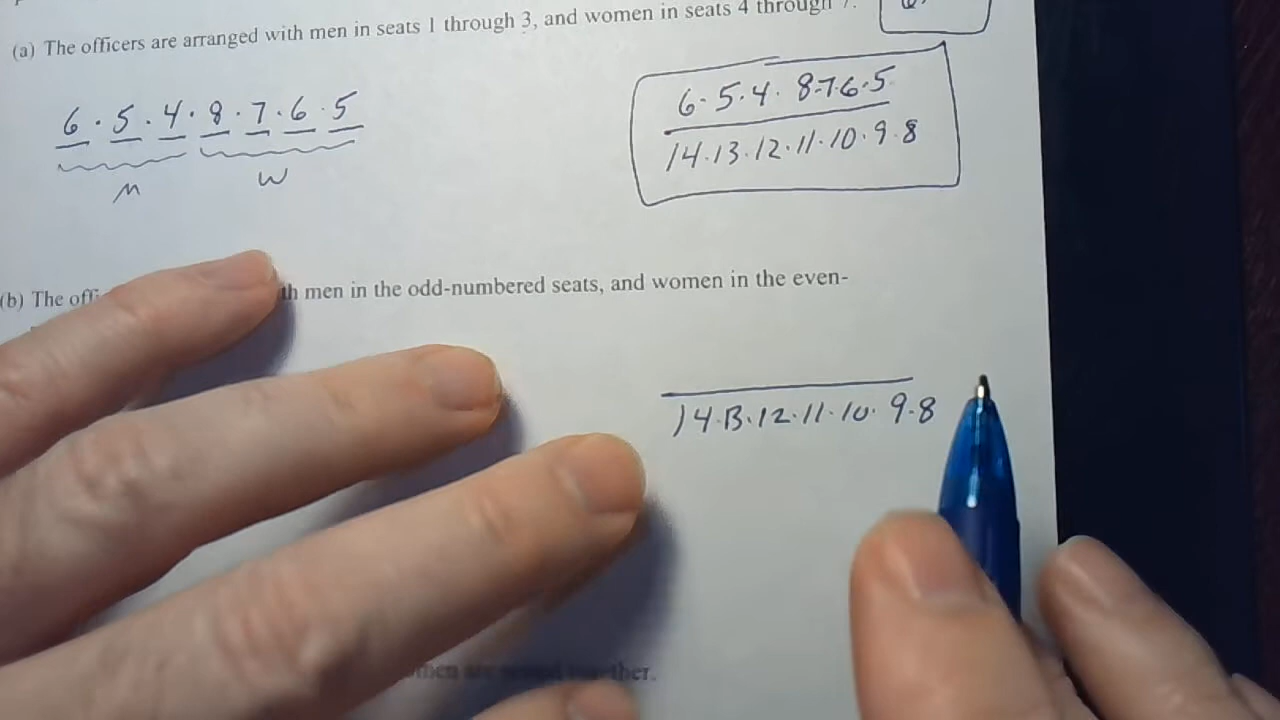 (a) The officers are arranged with men in seats 1 through 3, and women in seats 4 through 7.
6 · 5 · 4 · 8 · 7 · 6 · 5
M W
6 · 5 · 4 · 8 · 7 · 6 · 5
14 · 13 · 12 · 11 · 10 · 9 · 8
(b) The offi th men in the odd-numbered seats, and women in the even-
14 · 13 · 12 · 11 · 10 · 9 · 8